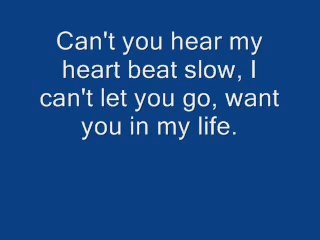 Can't you hear my
heart beat slow, I
can't let you go, want
you in my life.